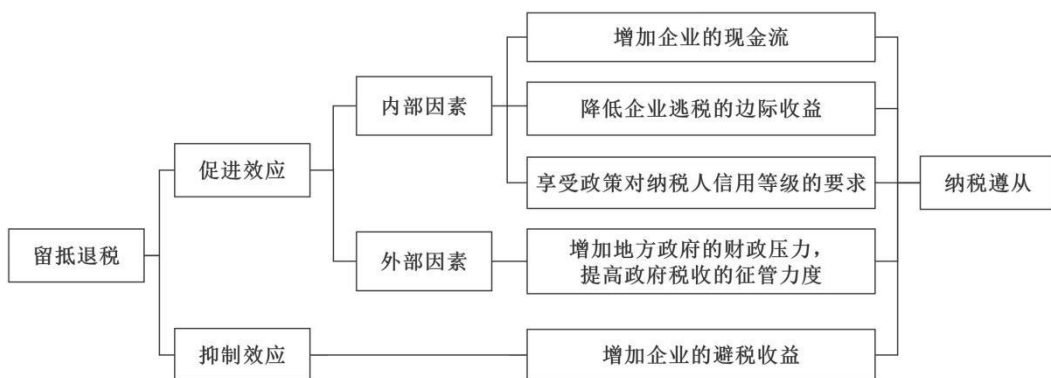 增加企业的现金流
内部因素
降低企业逃税的边际收益
促进效应
享受政策对纳税人信用等级的要求
纳税遵从
留抵退税
外部因素
增加地方政府的财政压力，
提高政府税收的征管力度
抑制效应
增加企业的避税收益